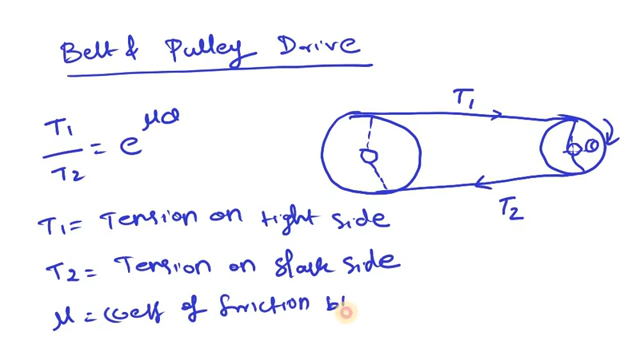 Belt & Pulley Drive
T1/T2 = e^μθ
T1
θ
T2
T1 = Tension on tight side
T2 = Tension on slack side
μ = Coeff of friction b